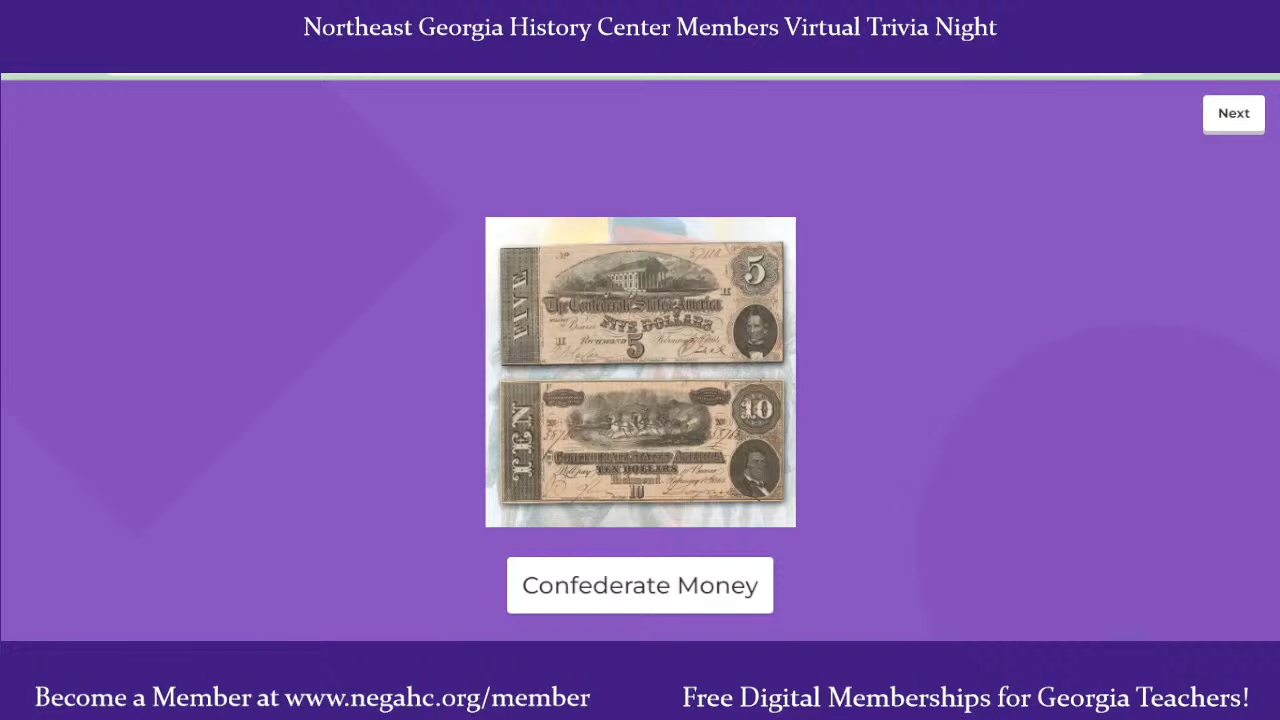 Northeast Georgia History Center Members Virtual Trivia Night
Next
FIVE
5
The Confederate States of America
FIVE DOLLARS
5
TEN
10
CONFEDERATE STATES OF AMERICA
TEN DOLLARS
Richmond
10
Confederate Money
Become a Member at www.negahc.org/member
Free Digital Memberships for Georgia Teachers!